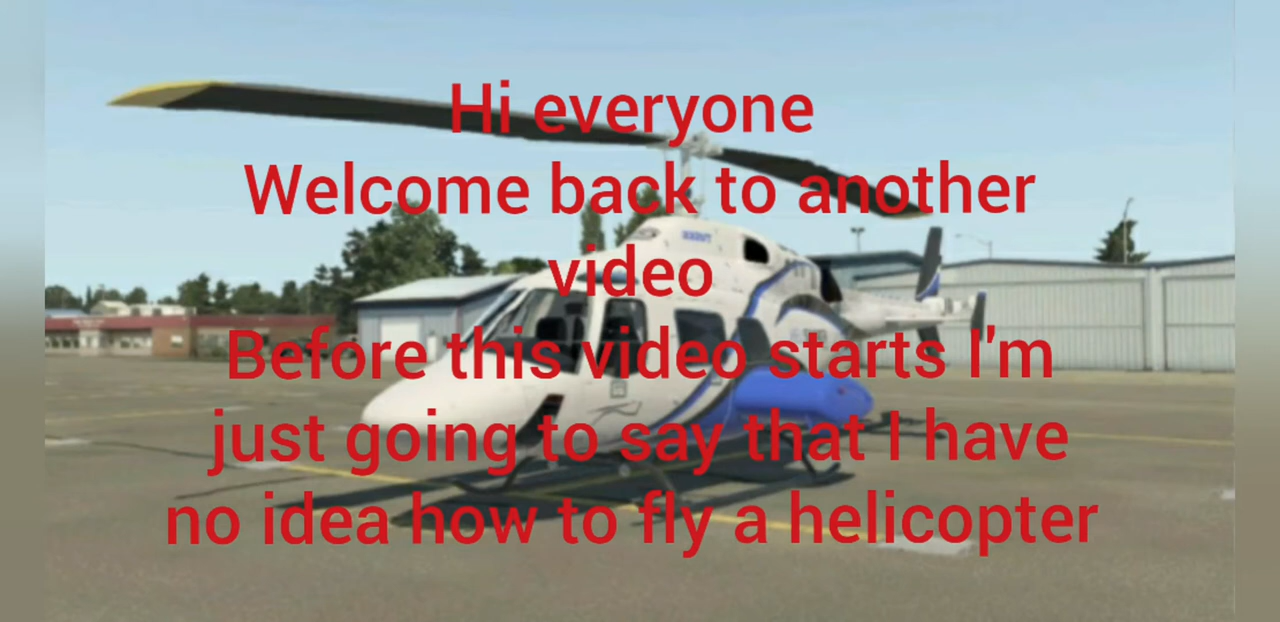 Hi everyone
Welcome back to another
video
Before this video starts I'm
just going to say that I have
no idea how to fly a helicopter